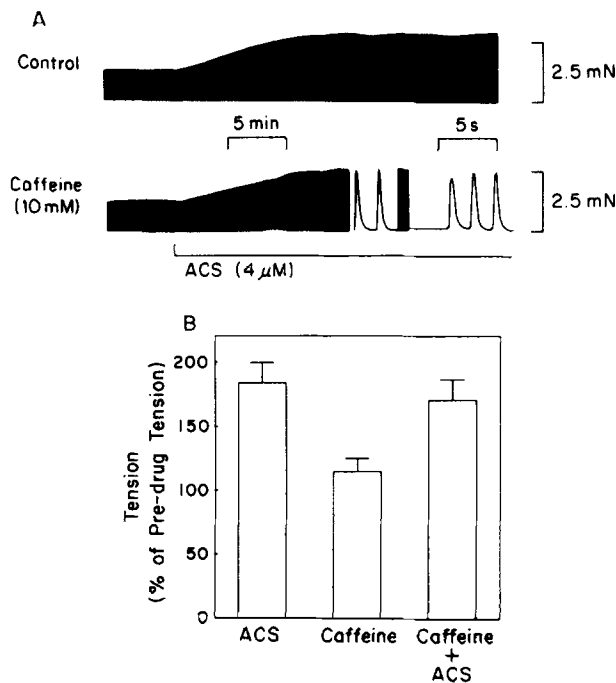 A
Control
2.5 mN
5 min
5 s
Caffeine
(10 mM)
2.5 mN
ACS (4 μM)
B
Tension
(% of Pre-drug Tension)
200
150
100
50
0
ACS
Caffeine
Caffeine
+
ACS